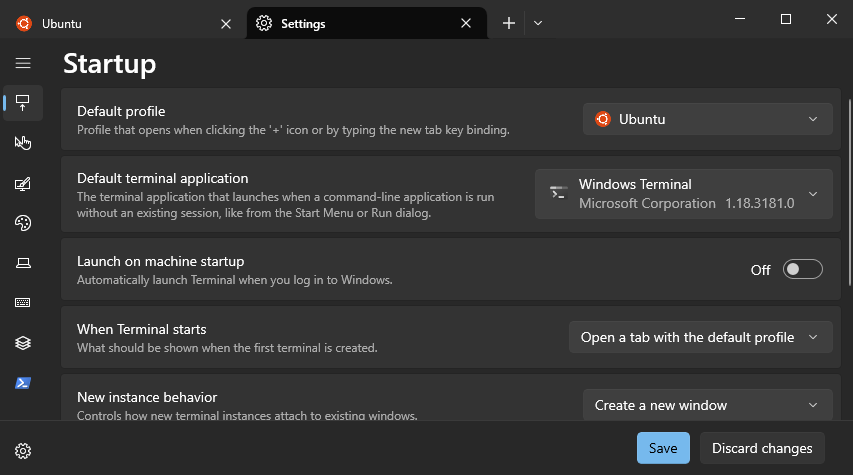 Ubuntu
Settings
Startup
Default profile
Profile that opens when clicking the '+' icon or by typing the new tab key binding.
Ubuntu
Default terminal application
The terminal application that launches when a command-line application is run
without an existing session, like from the Start Menu or Run dialog.
Windows Terminal
Microsoft Corporation 1.18.3181.0
Launch on machine startup
Automatically launch Terminal when you log in to Windows.
Off
When Terminal starts
What should be shown when the first terminal is created.
Open a tab with the default profile
New instance behavior
Controls how new terminal instances attach to existing windows.
Create a new window
Save
Discard changes